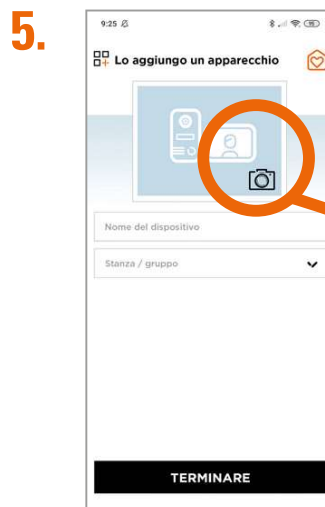 5.
9:25
Lo aggiungo un apparecchio
Nome del dispositivo
Stanza / gruppo
TERMINARE